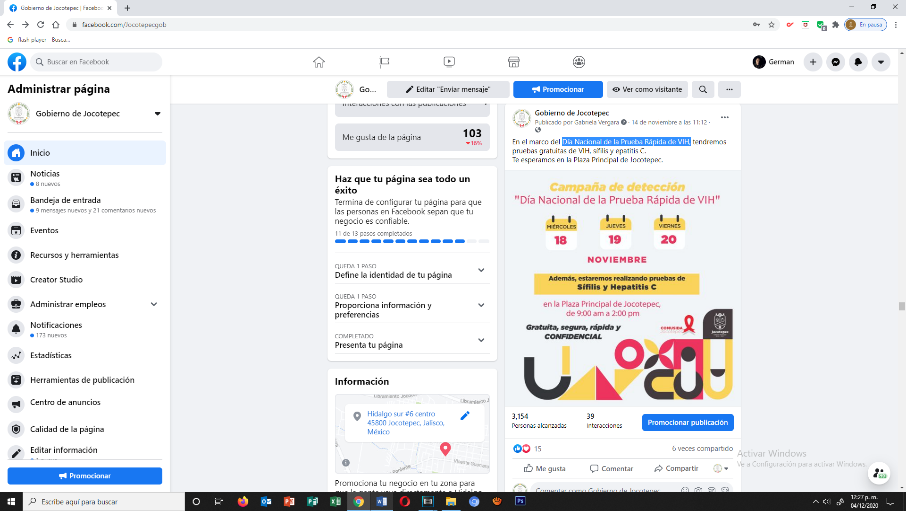 Gobierno de Jocotepec | Faceboo
facebook.com/Jocotepecgob
En pausa
flash player - Busca...
Buscar en Facebook
German
Administrar página
Gobierno de Jocotepec
Inicio
Noticias
8 nuevos
Bandeja de entrada
9 mensajes nuevos y 21 comentarios nuevos
Eventos
Recursos y herramientas
Creator Studio
Administrar empleos
Notificaciones
173 nuevos
Estadísticas
Herramientas de publicación
Centro de anuncios
Calidad de la página
Editar información
Promocionar
Go...
Editar "Enviar mensaje"
Promocionar
Ver como visitante
Interacciones con las publicaciones
Me gusta de la página
103
18%
Haz que tu página sea todo un
éxito
Termina de configurar tu página para que
las personas en Facebook sepan que tu
negocio es confiable.
11 de 13 pasos completados
QUEDA 1 PASO
Define la identidad de tu página
QUEDA 1 PASO
Proporciona información y
preferencias
COMPLETADO
Presenta tu página
Información
Hidalgo sur #6 centro
45800 Jocotepec, Jalisco,
México
Promociona tu negocio en tu zona para
Gobierno de Jocotepec
Publicado por Gabriela Vergara · 14 de noviembre a las 11:12 ·
En el marco del Día Nacional de la Prueba Rápida de VIH, tendremos
pruebas gratuitas de VIH, sífilis y epatitis C.
Te esperamos en la Plaza Principal de Jocotepec.
Campaña de detección
"Día Nacional de la Prueba Rápida de VIH"
MIÉRCOLES JUEVES VIERNES
18 19 20
NOVIEMBRE
Además, estaremos realizando pruebas de
Sífilis y Hepatitis C
en la Plaza Principal de Jocotepec,
de 9:00 am a 2:00 pm
Gratuita, segura, rápida y
CONFIDENCIAL
COMUSIDA
Jocotepec
3,154
Personas alcanzadas
39
Interacciones
Promocionar publicación
15
6 veces compartido
Me gusta
Comentar
Compartir
Comentar como Gobierno de Jocotepec
Activar Windows
Ve a Configuración para activar Windows.
Escribe aquí para buscar
12:27 p. m.
04/12/2020